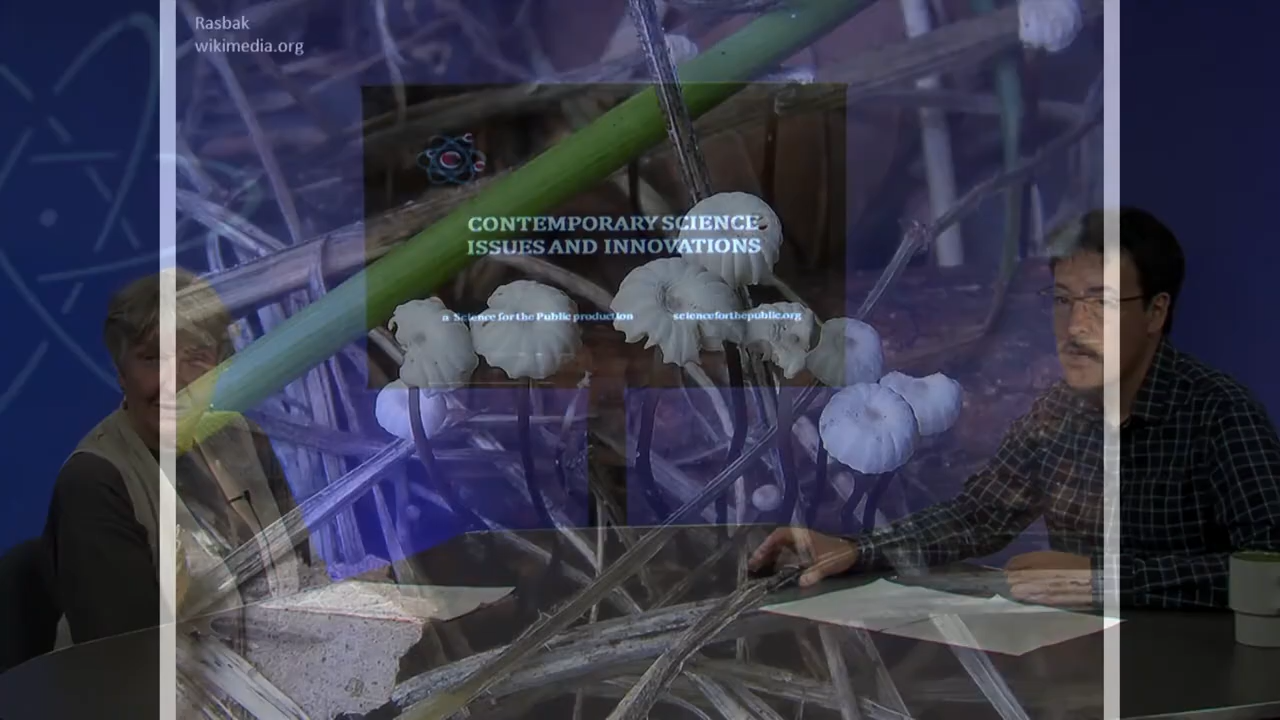 Rasbak
wikimedia.org
CONTEMPORARY SCIENCE
ISSUES AND INNOVATIONS
a Science for the Public production scienceforthepublic.org